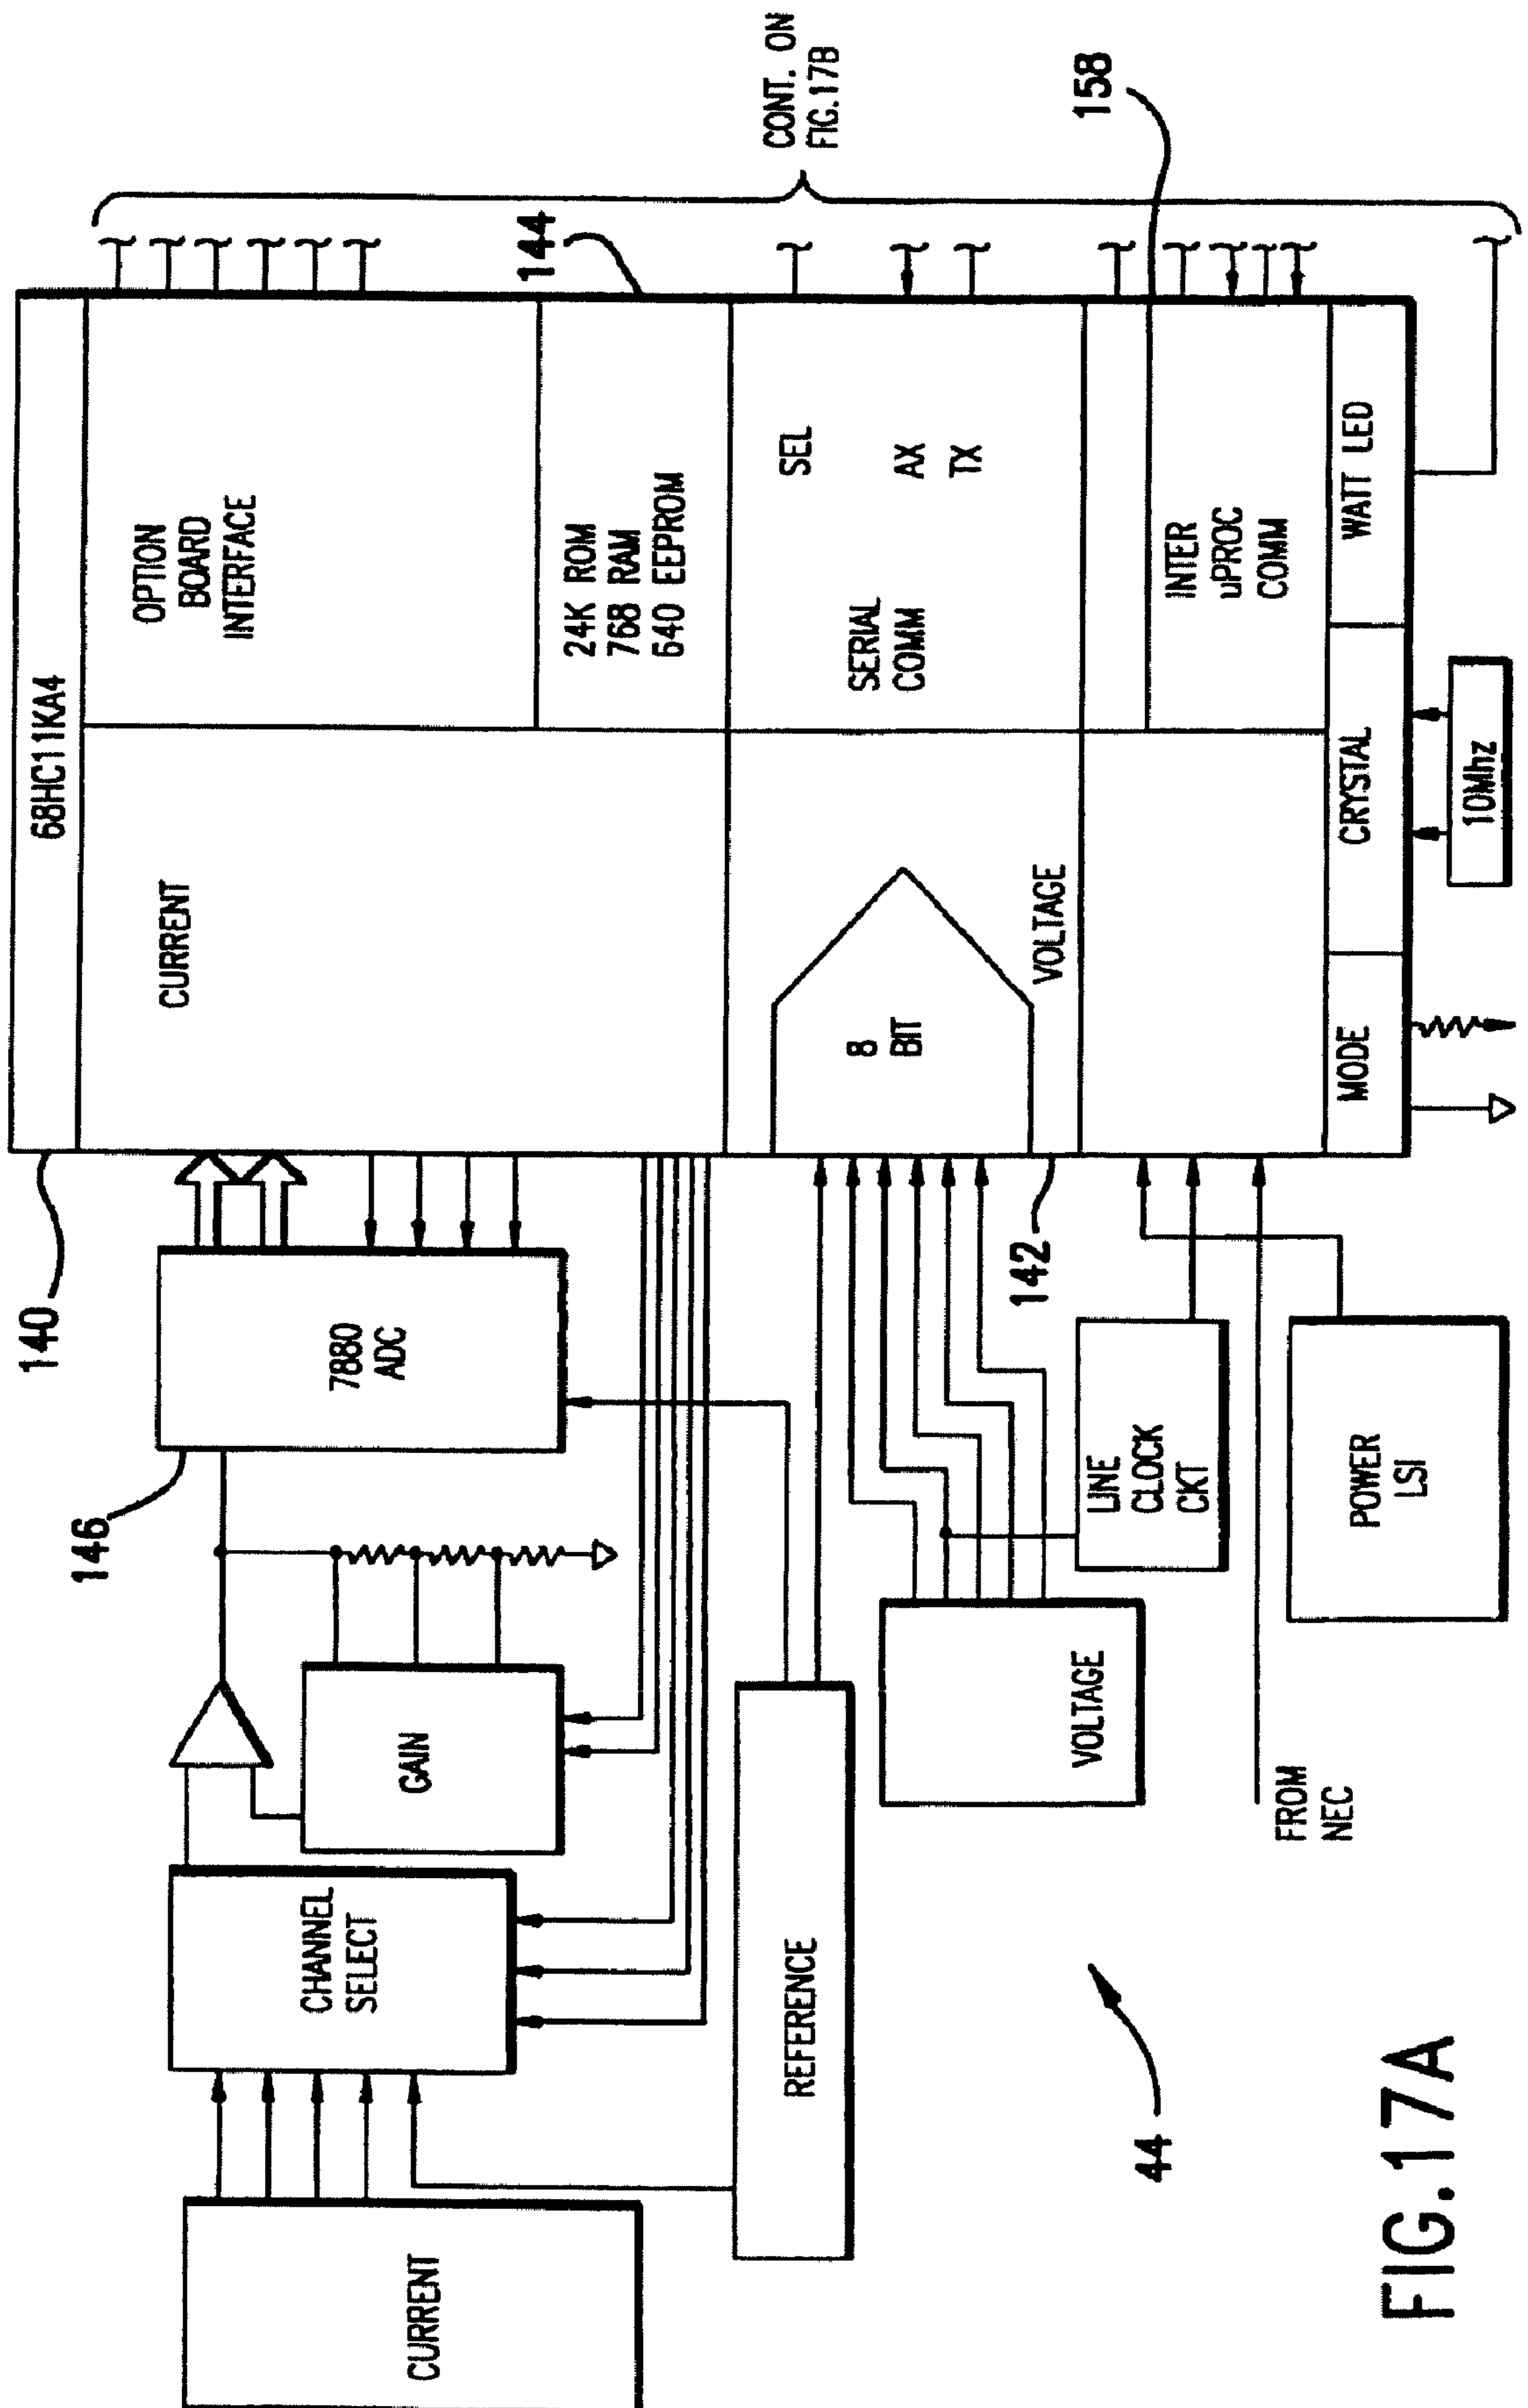 140
68HC11KA4
CURRENT
OPTION
BOARD
INTERFACE
24K ROM
768 RAM
640 EEPROM
144
8
BIT
VOLTAGE
142
SERIAL
COMM
SEL
AX
TX
INTER
uPROC
COMM
158
MODE
CRYSTAL
WATT LED
10Mhz
CONT. ON
FIG.17B
146
7880
ADC
GAIN
CHANNEL
SELECT
CURRENT
REFERENCE
VOLTAGE
LINE
CLOCK
CKT
POWER
LSI
FROM
NEC
44
FIG.17A